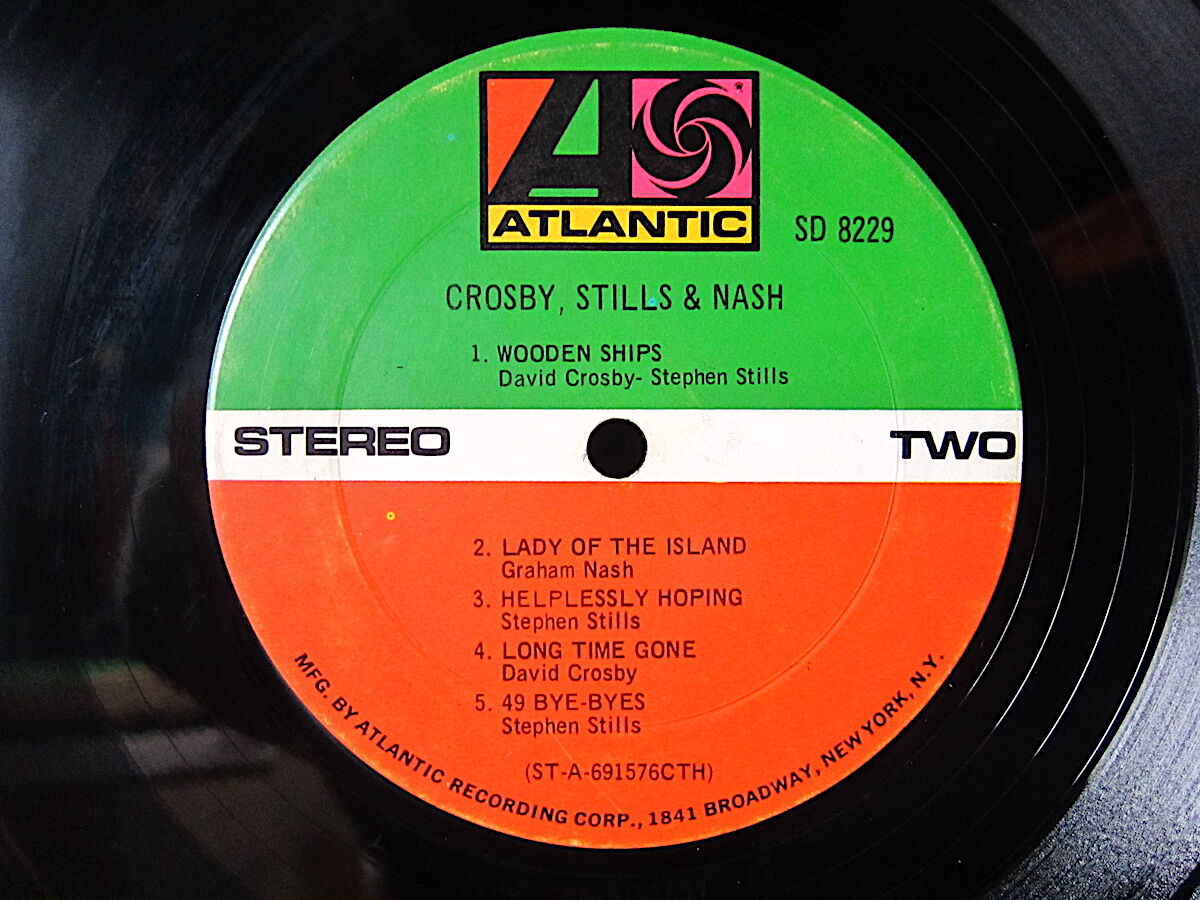 ATLANTIC
SD 8229
CROSBY, STILLS & NASH
1. WOODEN SHIPS
David Crosby- Stephen Stills
STEREO
TWO
2. LADY OF THE ISLAND
Graham Nash
3. HELPLESSLY HOPING
Stephen Stills
4. LONG TIME GONE
David Crosby
5. 49 BYE-BYES
Stephen Stills
(ST-A-691576CTH)
MFG. BY ATLANTIC RECORDING CORP., 1841 BROADWAY, NEW YORK, N.Y.